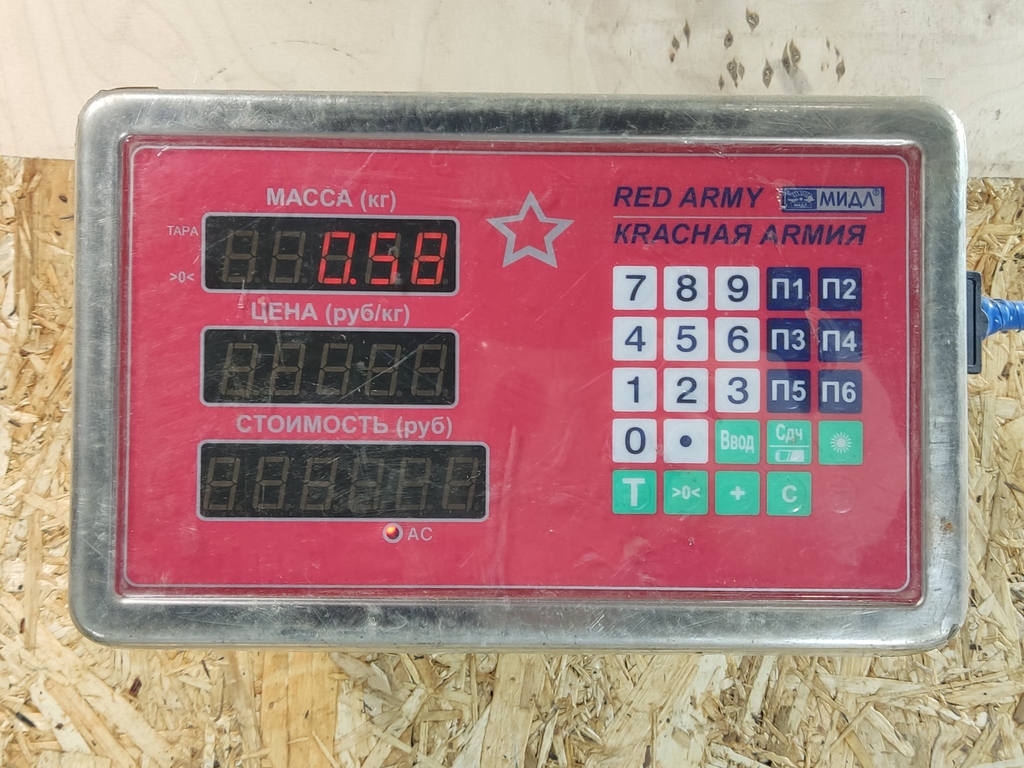 МАССА (кг)
ТАРА
0.58
>0<
ЦЕНА (руб/кг)
СТОИМОСТЬ (руб)
AC
RED ARMY МИДЛ®
КRАСНАЯ АRМИЯ
7 8 9 П1 П2
4 5 6 П3 П4
1 2 3 П5 П6
0 • Ввод Сдч
T >0< + C